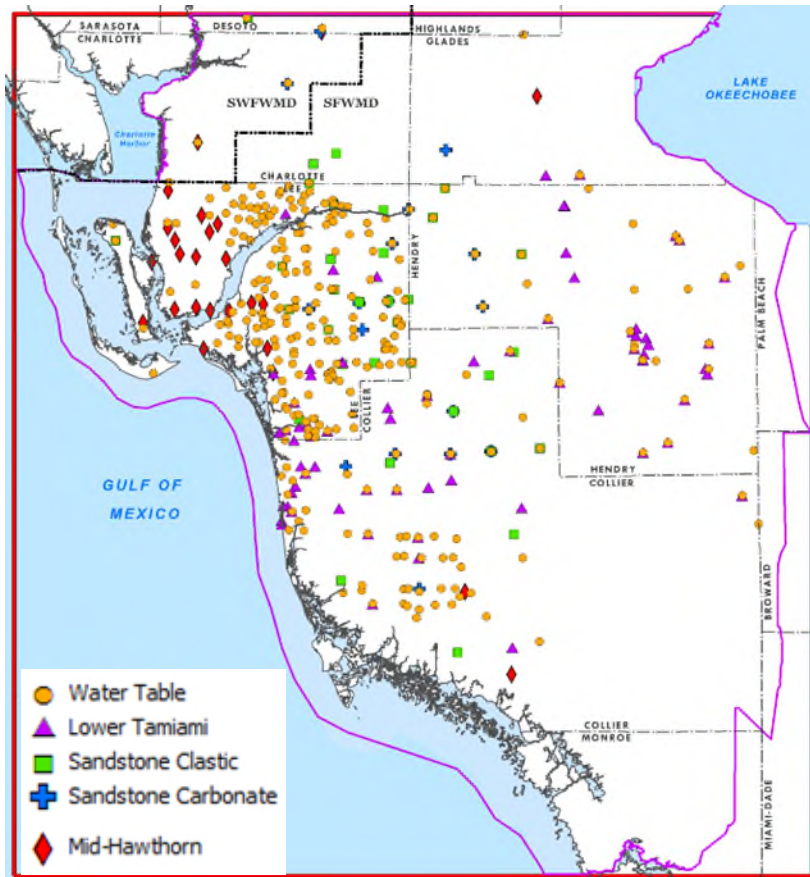 SARASOTA
CHARLOTTE
DESOTO
HIGHLANDS
GLADES
LAKE
OKEECHOBEE
SWFWMD
SFWMD
Charlotte
Harbor
CHARLOTTE
LEE
HENDRY
PALM BEACH
LEE
COLLIER
HENDRY
COLLIER
GULF OF
MEXICO
BROWARD
COLLIER
MONROE
MIAMI-DADE
Water Table
Lower Tamiami
Sandstone Clastic
Sandstone Carbonate
Mid-Hawthorn